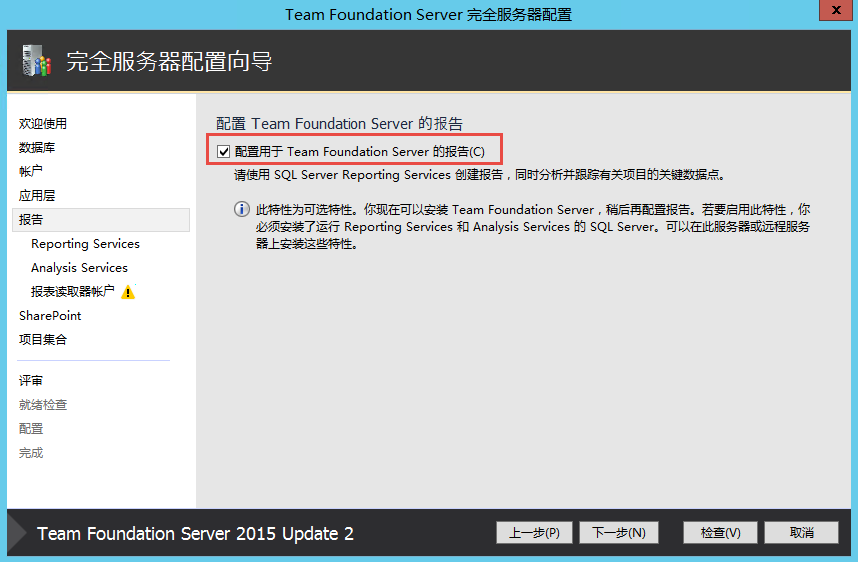 Team Foundation Server 完全服务器配置
x
完全服务器配置向导
欢迎使用
数据库
帐户
应用层
报告
Reporting Services
Analysis Services
报表读取器帐户
SharePoint
项目集合
评审
就绪检查
配置
完成
配置 Team Foundation Server 的报告
配置用于 Team Foundation Server 的报告(C)
请使用 SQL Server Reporting Services 创建报告，同时分析并跟踪有关项目的关键数据点。
此特性为可选特性。你现在可以安装 Team Foundation Server，稍后再配置报告。若要启用此特性，你
必须安装了运行 Reporting Services 和 Analysis Services 的 SQL Server。可以在此服务器或远程服务
器上安装这些特性。
Team Foundation Server 2015 Update 2
上一步(P)
下一步(N)
检查(V)
取消